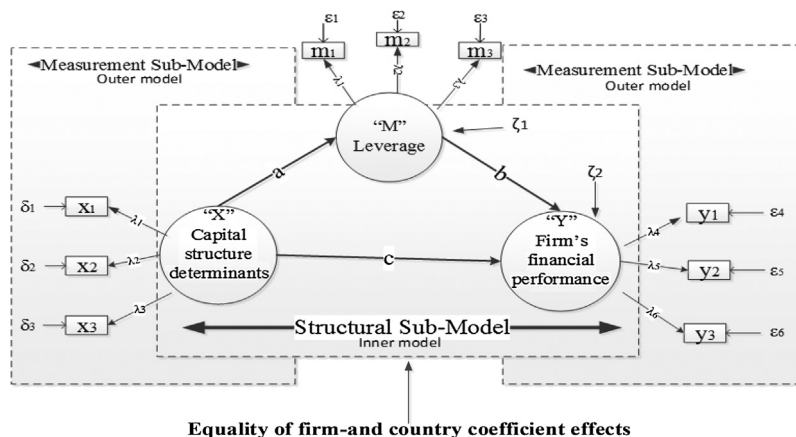 ε1
ε2
ε3
m1
m2
m3
◄Measurement Sub-Model►
Outer model
◄Measurement Sub-Model►
Outer model
λ1
λ2
λ3
“M”
Leverage
ζ1
a
b
ζ2
δ1
x1
λ1
“X”
Capital
structure
determinants
“Y”
Firm's
financial
performance
λ4
y1
ε4
δ2
x2
λ2
c
λ5
y2
ε5
δ3
x3
λ3
λ6
y3
ε6
Structural Sub-Model
Inner model
Equality of firm-and country coefficient effects